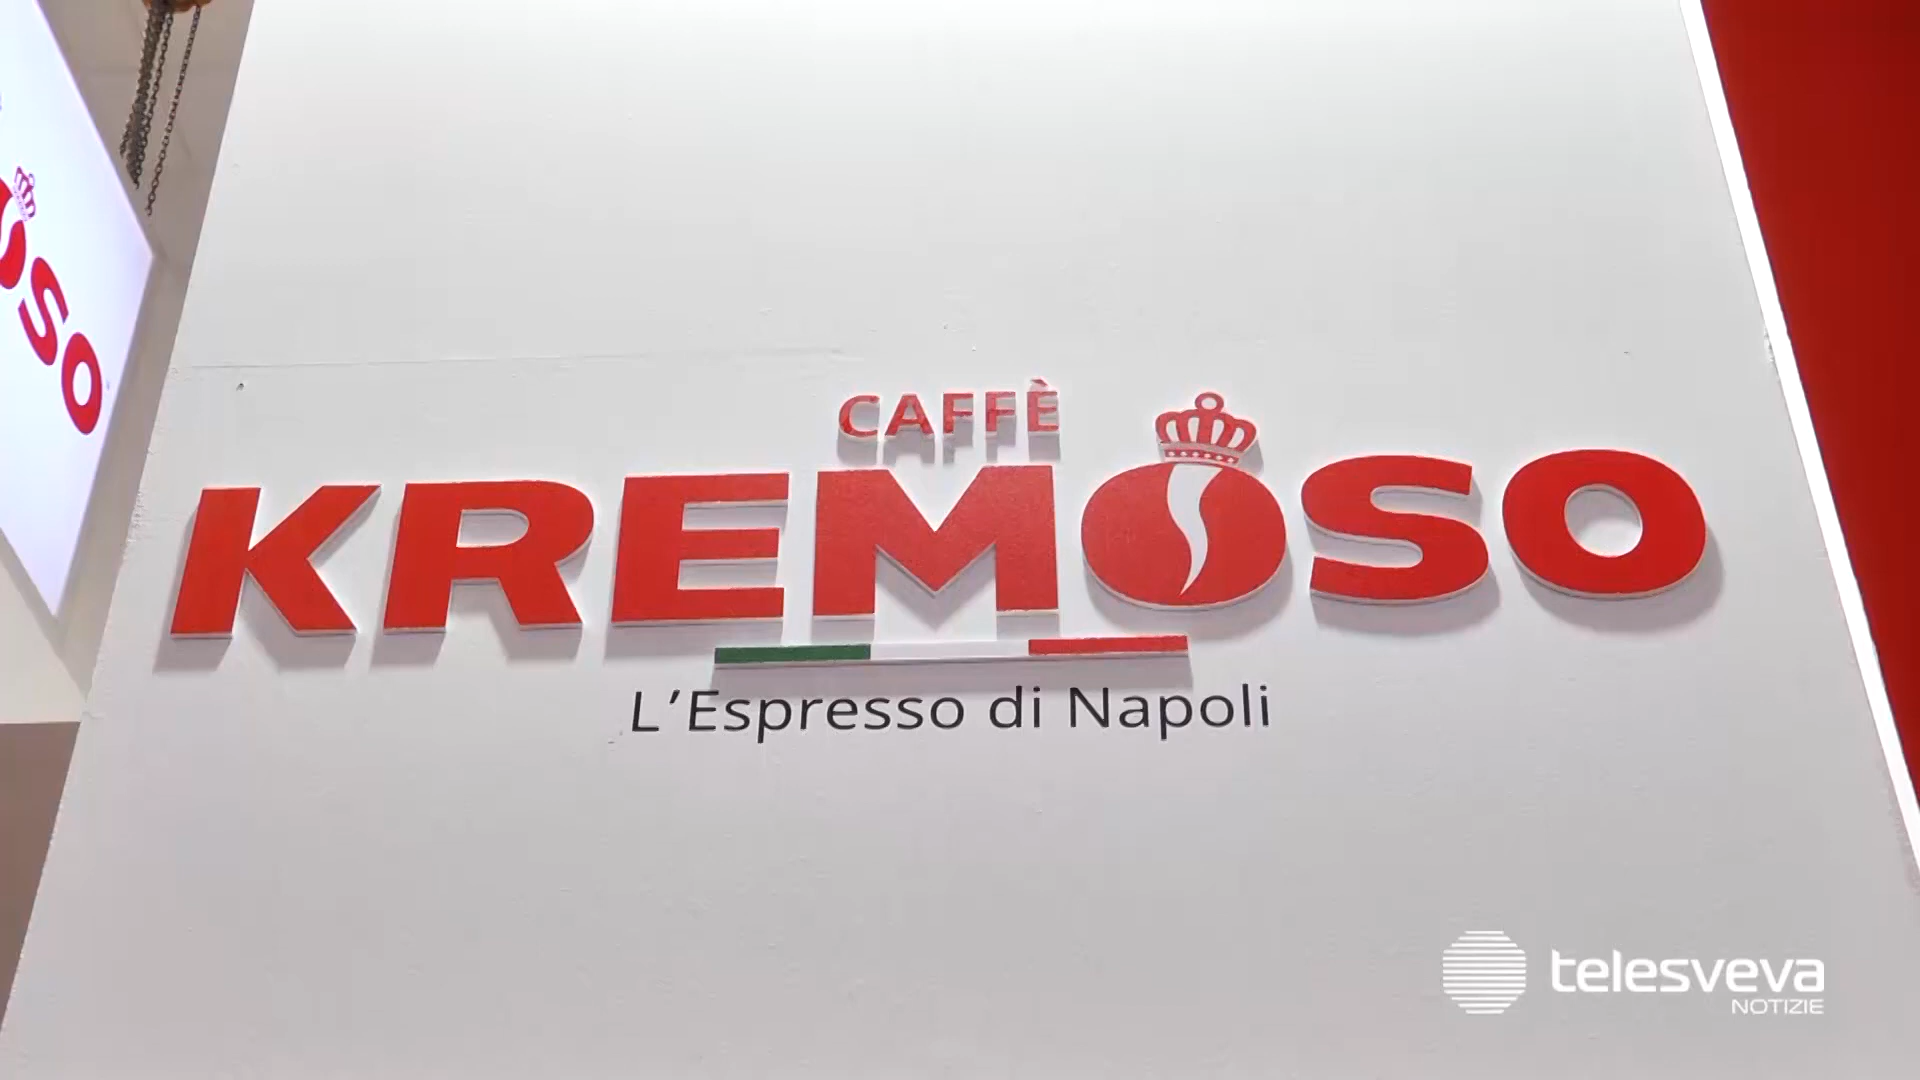 CAFFÈ
KREMOSO
L'Espresso di Napoli
OSO
telesveva
NOTIZIE